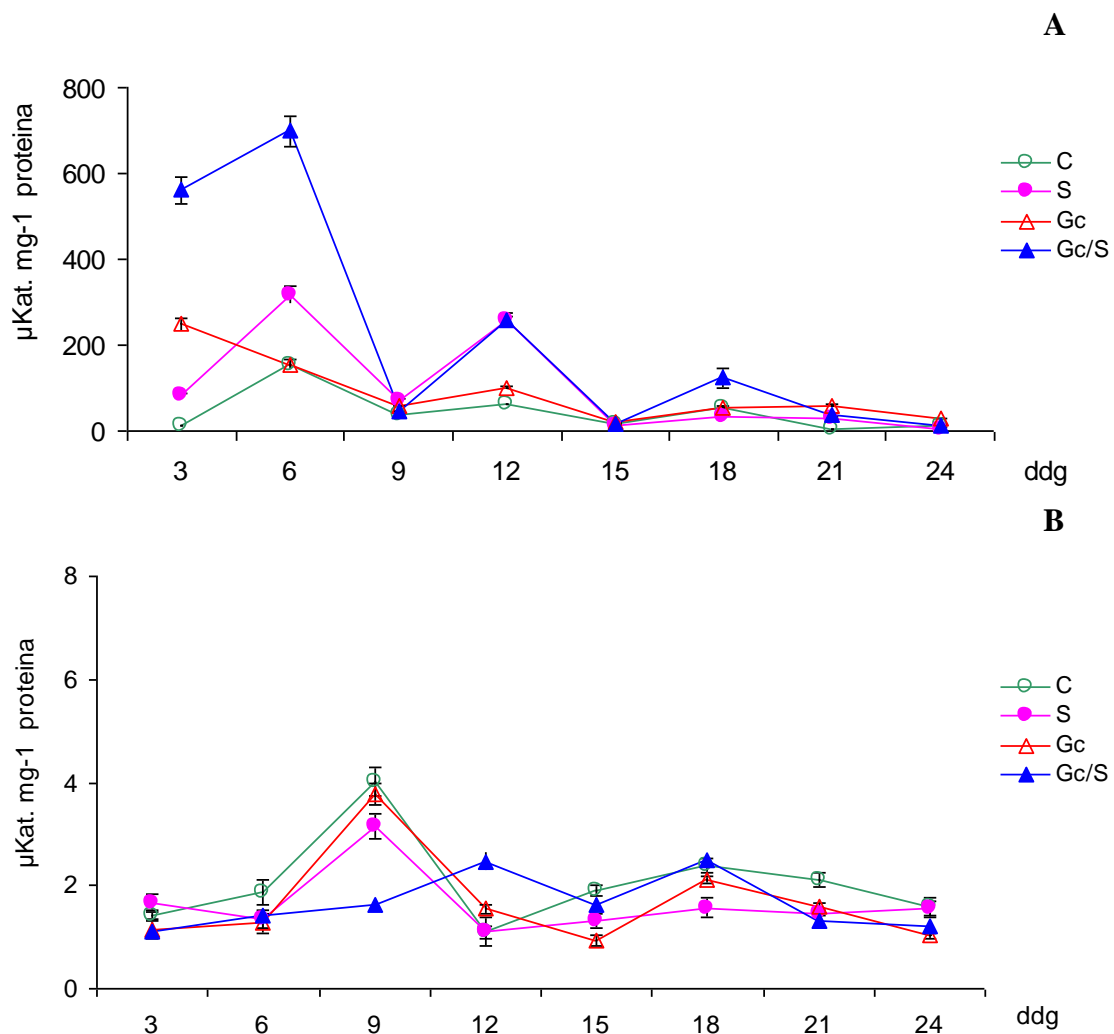 A
µKat. mg-1 proteina
800
600
400
200
0
3 6 9 12 15 18 21 24 ddg
C
S
Gc
Gc/S
B
µKat. mg-1 proteina
8
6
4
2
0
3 6 9 12 15 18 21 24 ddg
C
S
Gc
Gc/S